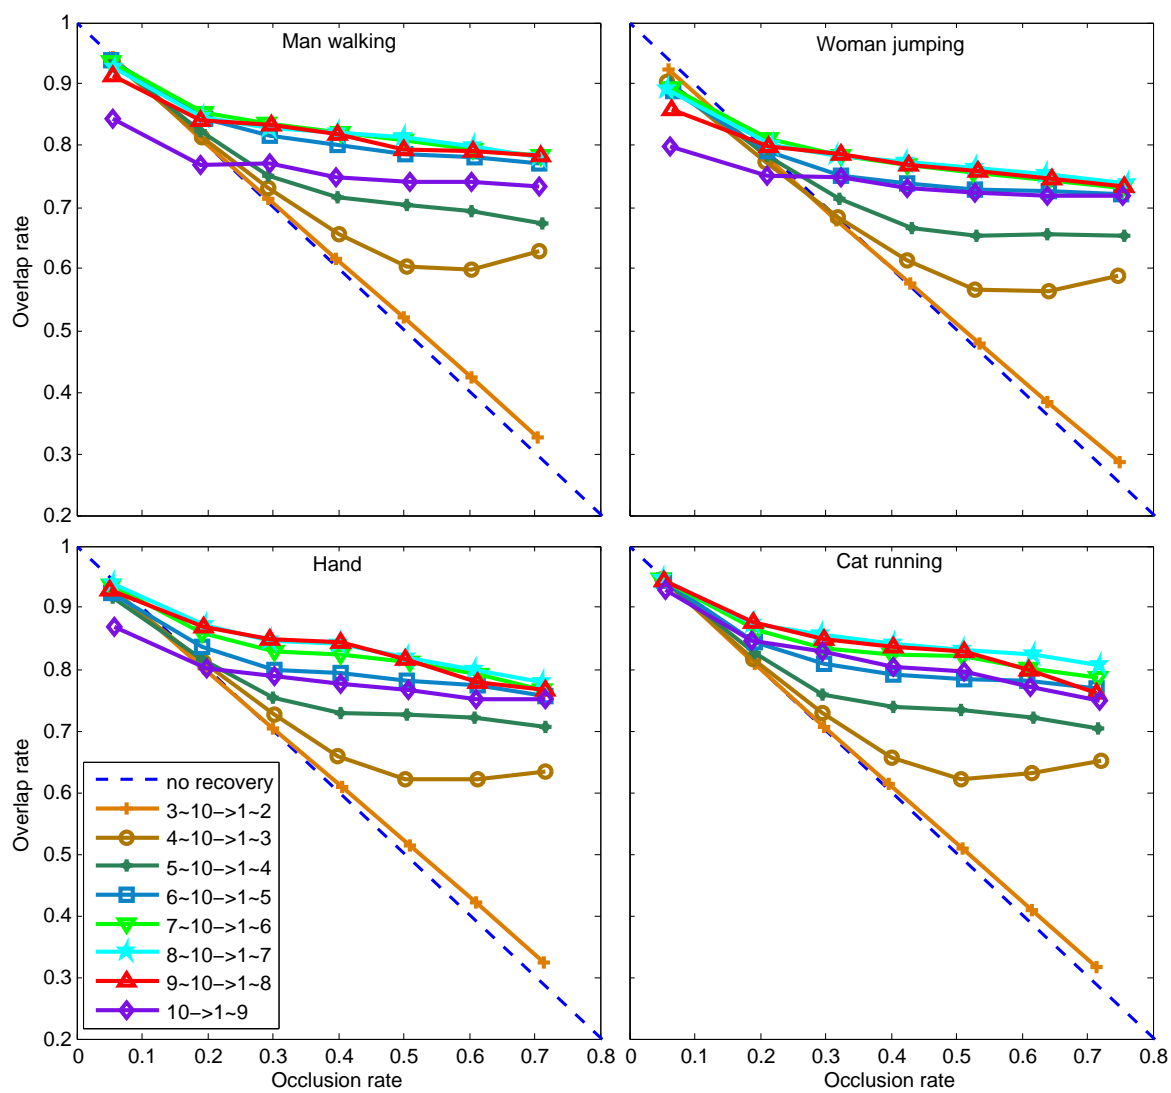 Man walking
Woman jumping
1
0.9
0.8
0.7
0.6
0.5
0.4
0.3
0.2
Overlap rate
Hand
Cat running
1
0.9
0.8
0.7
0.6
0.5
0.4
0.3
0.2
Overlap rate
no recovery
3~10−>1~2
4~10−>1~3
5~10−>1~4
6~10−>1~5
7~10−>1~6
8~10−>1~7
9~10−>1~8
10−>1~9
0 0.1 0.2 0.3 0.4 0.5 0.6 0.7 0.8
Occlusion rate
0 0.1 0.2 0.3 0.4 0.5 0.6 0.7 0.8
Occlusion rate